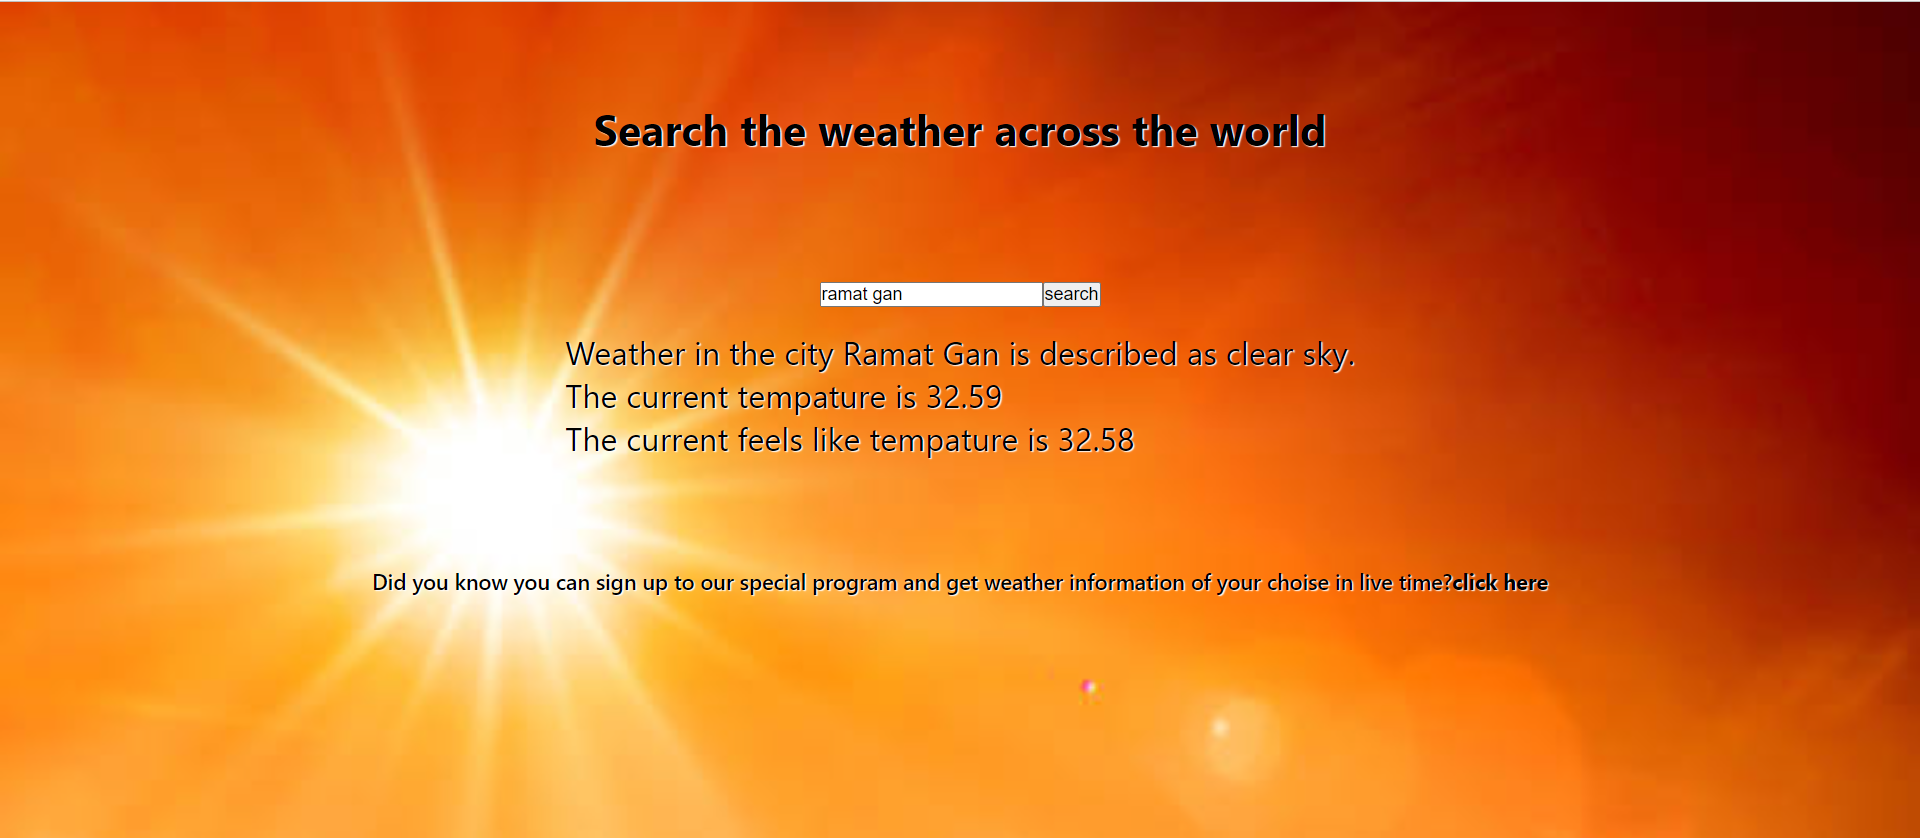 Search the weather across the world
ramat gan search
Weather in the city Ramat Gan is described as clear sky.
The current tempature is 32.59
The current feels like tempature is 32.58
Did you know you can sign up to our special program and get weather information of your choise in live time?click here